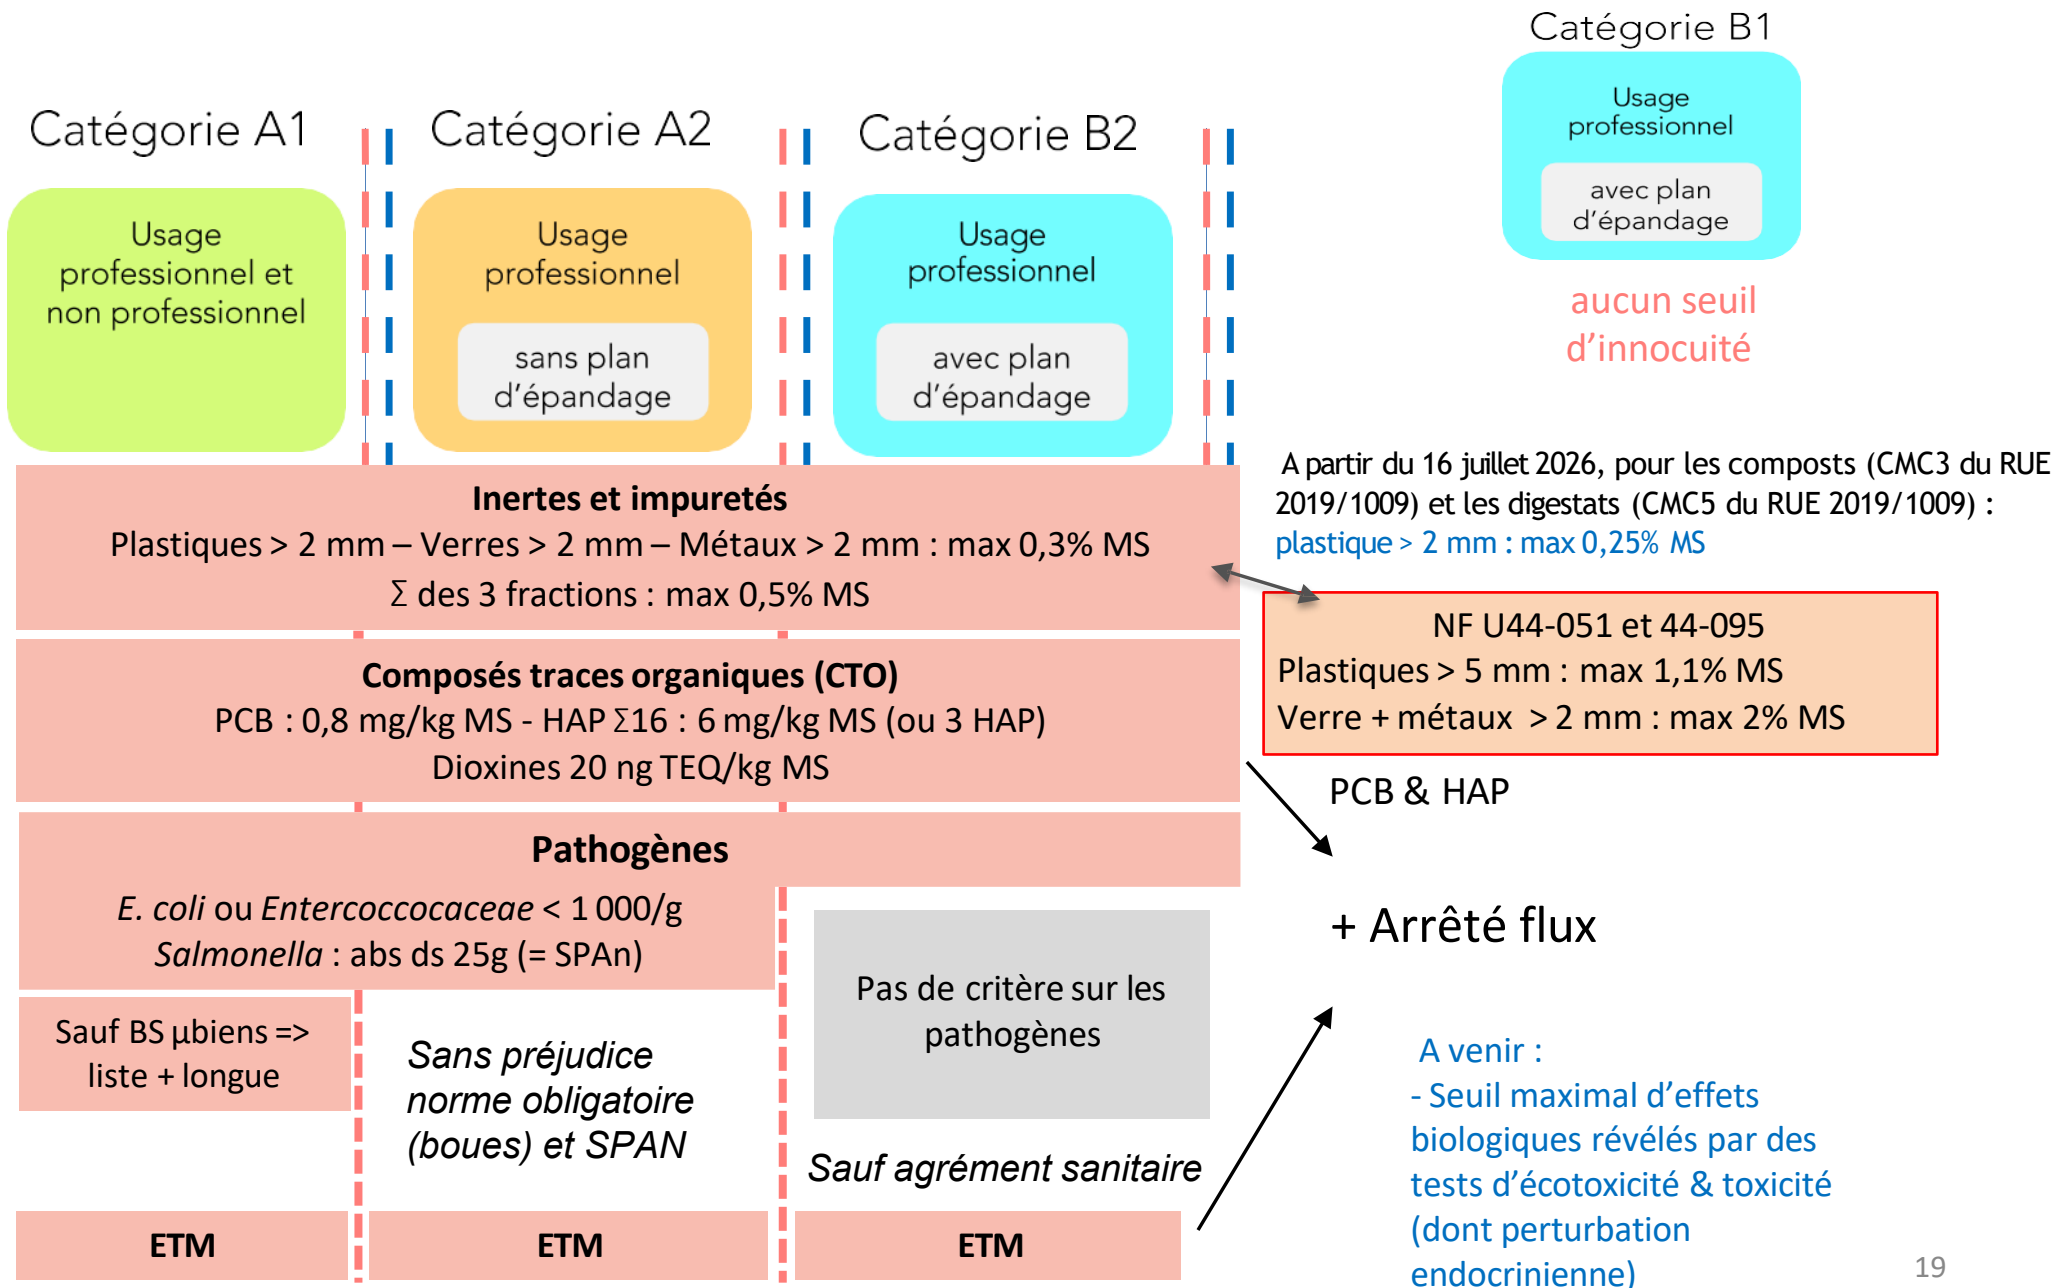 Catégorie A1
Usage
professionnel et
non professionnel
Catégorie A2
Usage
professionnel
sans plan
d'épandage
Catégorie B2
Usage
professionnel
avec plan
d'épandage
Catégorie B1
Usage
professionnel
avec plan
d'épandage
aucun seuil
d'innocuité
Inertes et impuretés
Plastiques > 2 mm – Verres > 2 mm – Métaux > 2 mm : max 0,3% MS
Σ des 3 fractions : max 0,5% MS
A partir du 16 juillet 2026, pour les composts (CMC3 du RUE
2019/1009) et les digestats (CMC5 du RUE 2019/1009) :
plastique > 2 mm : max 0,25% MS
NF U44-051 et 44-095
Plastiques > 5 mm : max 1,1% MS
Verre + métaux > 2 mm : max 2% MS
Composés traces organiques (CTO)
PCB : 0,8 mg/kg MS - HAP Σ16 : 6 mg/kg MS (ou 3 HAP)
Dioxines 20 ng TEQ/kg MS
PCB & HAP
Pathogènes
E. coli ou Entercoccocaceae < 1 000/g
Salmonella : abs ds 25g (= SPAn)
Sauf BS µbiens =>
liste + longue
Sans préjudice
norme obligatoire
(boues) et SPAN
Pas de critère sur les
pathogènes
Sauf agrément sanitaire
+ Arrêté flux
A venir :
- Seuil maximal d'effets
biologiques révélés par des
tests d'écotoxicité & toxicité
(dont perturbation
endocrinienne)
ETM
ETM
ETM
19